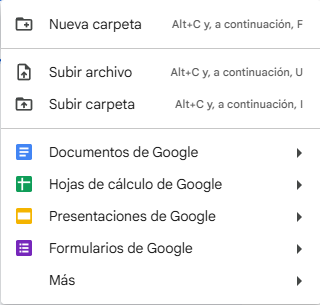 Nueva carpeta Alt+C y, a continuación, F
Subir archivo Alt+C y, a continuación, U
Subir carpeta Alt+C y, a continuación, I
Documentos de Google
Hojas de cálculo de Google
Presentaciones de Google
Formularios de Google
Más